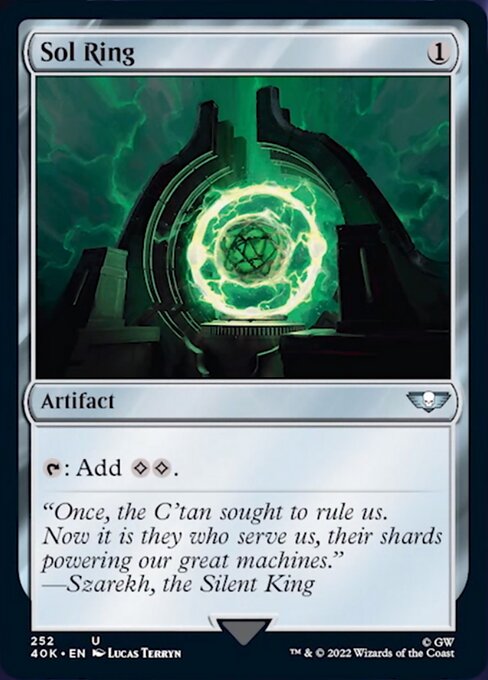 Sol Ring 1
Artifact
: Add .
“Once, the C’tan sought to rule us.
Now it is they who serve us, their shards
powering our great machines.”
—Szarekh, the Silent King
252 U © GW
40K • EN Lucas Terryn ™ & © 2022 Wizards of the Coast